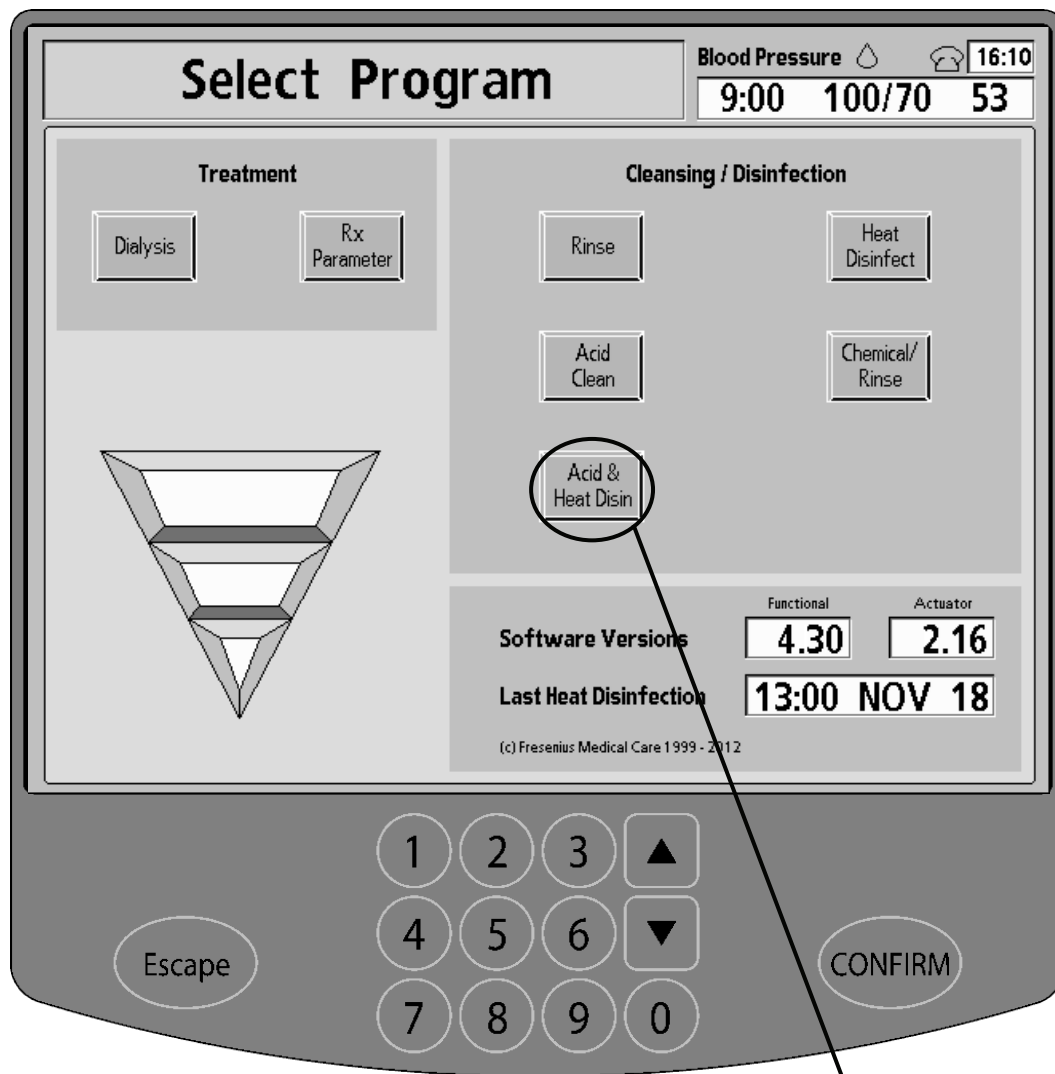 Select Program
Blood Pressure 16:10
9:00 100/70 53
Treatment
Dialysis
Rx
Parameter
Cleansing / Disinfection
Rinse
Heat
Disinfect
Acid
Clean
Chemical/
Rinse
Acid &
Heat Disin
Functional Actuator
Software Versions 4.30 2.16
Last Heat Disinfection 13:00 NOV 18
(c) Fresenius Medical Care 1999 - 2012
1 2 3
4 5 6
Escape
CONFIRM
7 8 9 0